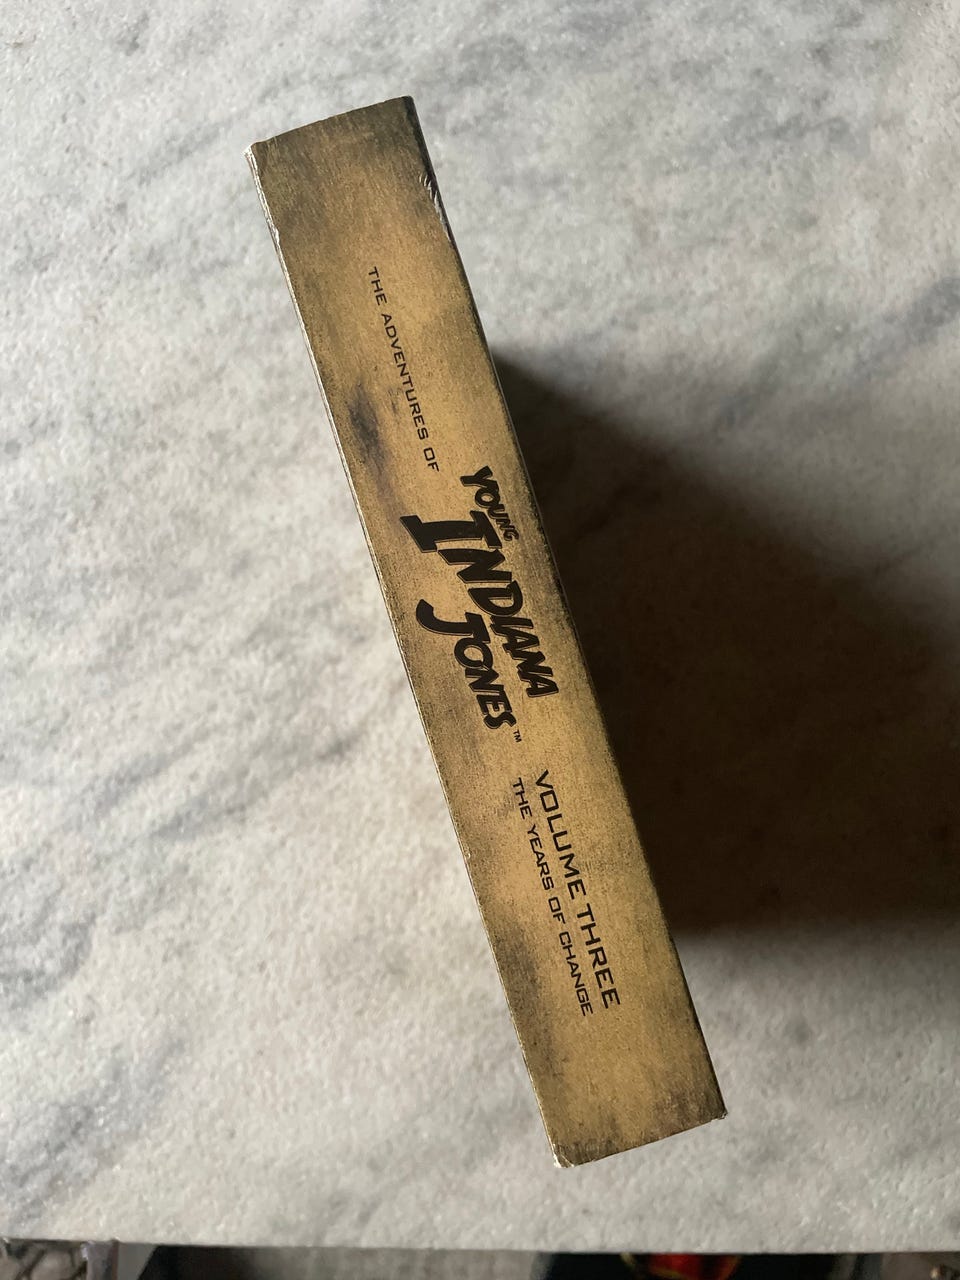 THE ADVENTURES OF
YOUNG
INDIANA
JONES™
VOLUME THREE
THE YEARS OF CHANGE